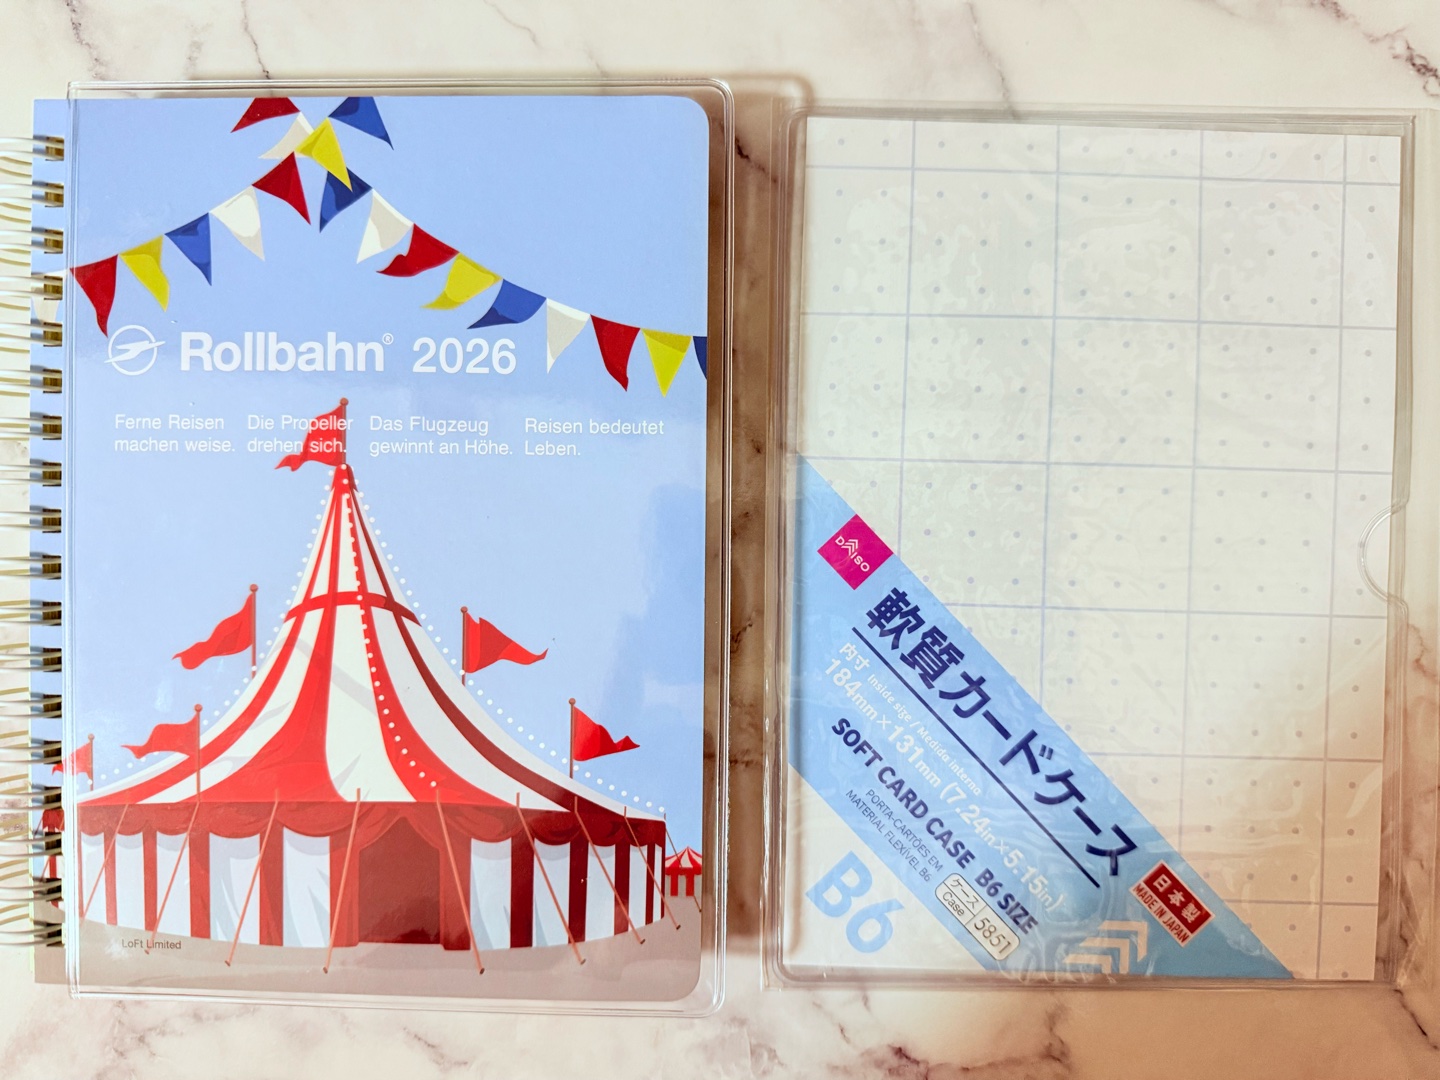 Rollbahn® 2026
Ferne Reisen
machen weise.
Die Propeller
drehen sich.
Das Flugzeug
gewinnt an Höhe.
Reisen bedeutet
Leben.
LoFt Limited
DAISO
軟質カードケース
内寸 Inside size / Medida interna
184mm×131mm (7.24in×5.15in)
SOFT CARD CASE B6 SIZE
PORTA-CARTÕES EM
MATERIAL FLEXÍVEL B6
B6
ケース
Case
5851
日本製
MADE IN JAPAN